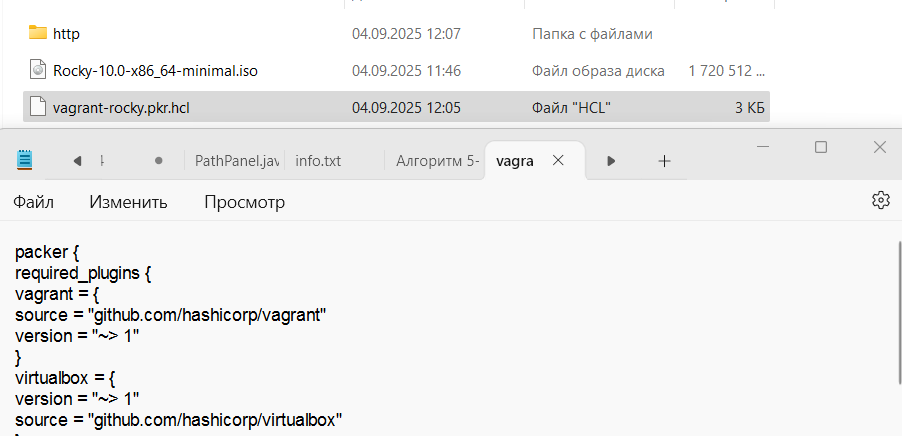 http 04.09.2025 12:07 Папка с файлами
Rocky-10.0-x86_64-minimal.iso 04.09.2025 11:46 Файл образа диска 1 720 512 ...
vagrant-rocky.pkr.hcl 04.09.2025 12:05 Файл "HCL" 3 КБ
PathPanel.jav info.txt Алгоритм 5- vagra
Файл Изменить Просмотр
packer {
required_plugins {
vagrant = {
source = "github.com/hashicorp/vagrant"
version = "~> 1"
}
virtualbox = {
version = "~> 1"
source = "github.com/hashicorp/virtualbox"